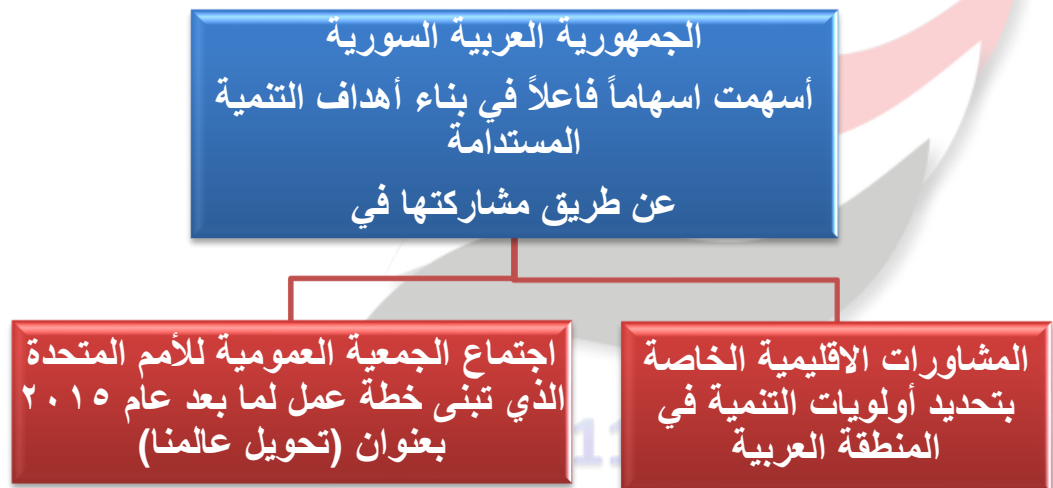 الجمهورية العربية السورية
أسهمت اسهاماً فاعلاً في بناء أهداف التنمية
المستدامة
عن طريق مشاركتها في
المشاورات الاقليمية الخاصة
بتحديد أولويات التنمية في
المنطقة العربية
اجتماع الجمعية العمومية للأمم المتحدة
الذي تبنى خطة عمل لما بعد عام ٢٠١٥
بعنوان (تحويل عالمنا)